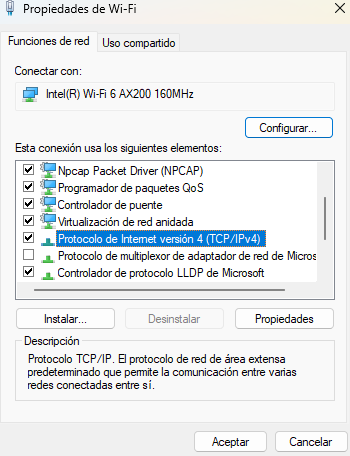 Propiedades de Wi-Fi
Funciones de red
Uso compartido
Conectar con:
Intel(R) Wi-Fi 6 AX200 160MHz
Configurar...
Esta conexión usa los siguientes elementos:
Npcap Packet Driver (NPCAP)
Programador de paquetes QoS
Controlador de puente
Virtualización de red anidada
Protocolo de Internet versión 4 (TCP/IPv4)
Protocolo de multiplexor de adaptador de red de Micros
Controlador de protocolo LLDP de Microsoft
Instalar...
Desinstalar
Propiedades
Descripción
Protocolo TCP/IP. El protocolo de red de área extensa
predeterminado que permite la comunicación entre varias
redes conectadas entre sí.
Aceptar
Cancelar